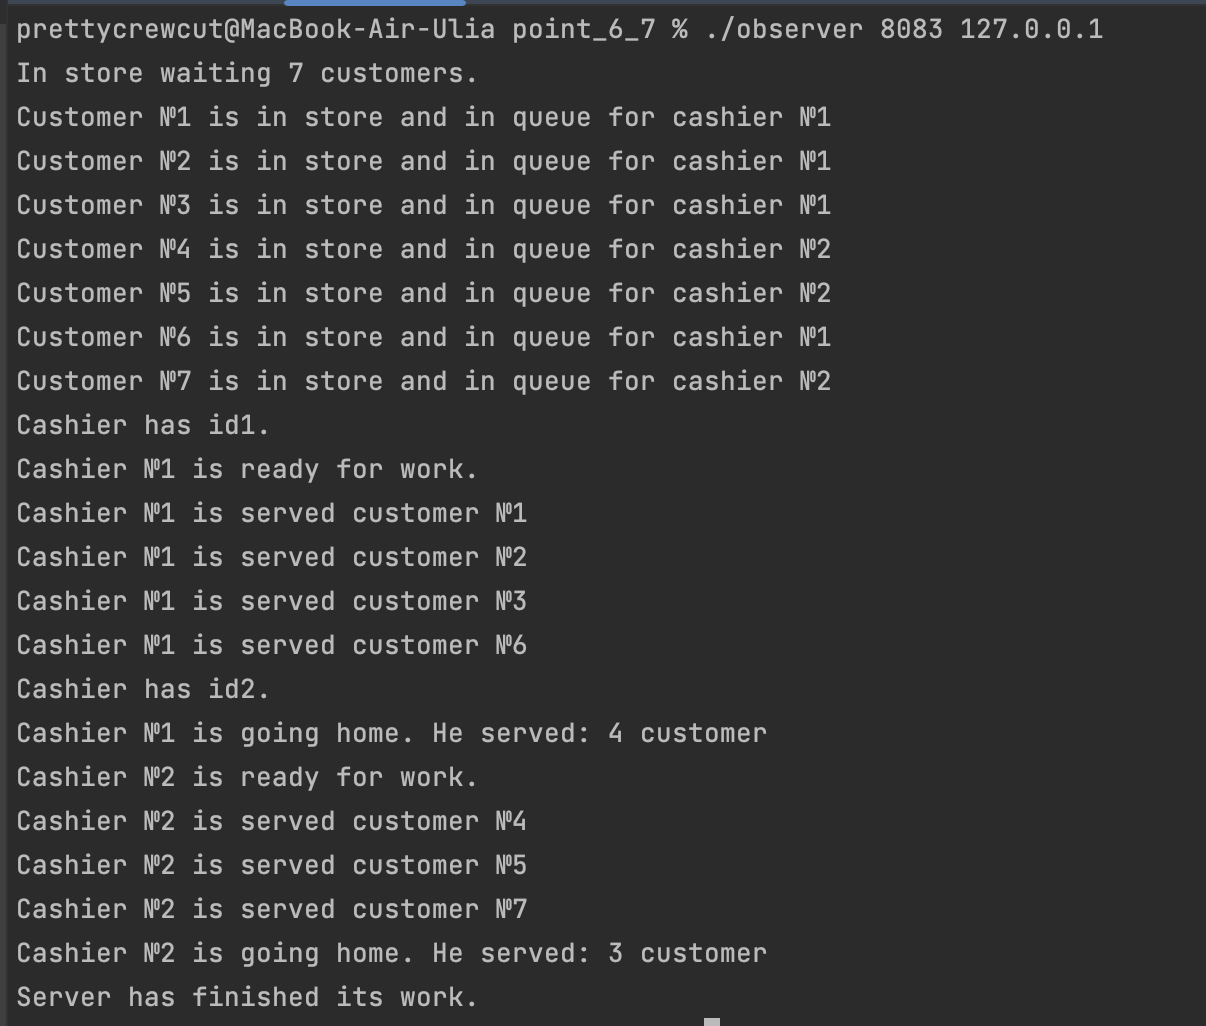 prettycrewcut@MacBook-Air-Ulia point_6_7 % ./observer 8083 127.0.0.1
In store waiting 7 customers.
Customer №1 is in store and in queue for cashier №1
Customer №2 is in store and in queue for cashier №1
Customer №3 is in store and in queue for cashier №1
Customer №4 is in store and in queue for cashier №2
Customer №5 is in store and in queue for cashier №2
Customer №6 is in store and in queue for cashier №1
Customer №7 is in store and in queue for cashier №2
Cashier has id1.
Cashier №1 is ready for work.
Cashier №1 is served customer №1
Cashier №1 is served customer №2
Cashier №1 is served customer №3
Cashier №1 is served customer №6
Cashier has id2.
Cashier №1 is going home. He served: 4 customer
Cashier №2 is ready for work.
Cashier №2 is served customer №4
Cashier №2 is served customer №5
Cashier №2 is served customer №7
Cashier №2 is going home. He served: 3 customer
Server has finished its work.